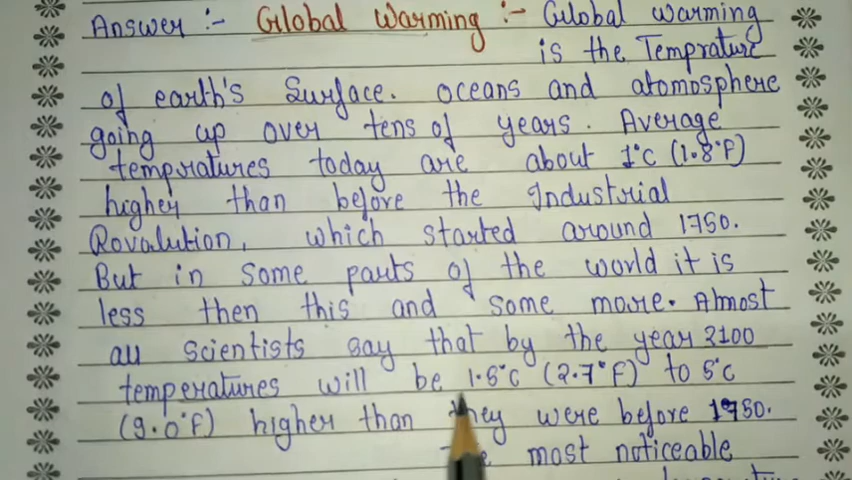 Answer :- Global Warming :- Global warming
is the Temprature
of earth's Surface. oceans and atomosphere
going up over tens of years. Average
tempratures today are about 1°C (1.8°F)
higher than before the Industrial
Rovalution, which started around 1750.
But in some parts of the world it is
less then this and some more. Almost
all scientists say that by the year 2100
temperatures will be 1.5°C (2.7°F) to 5°C
(9.0°F) higher than they were before 1750.
most noticeable